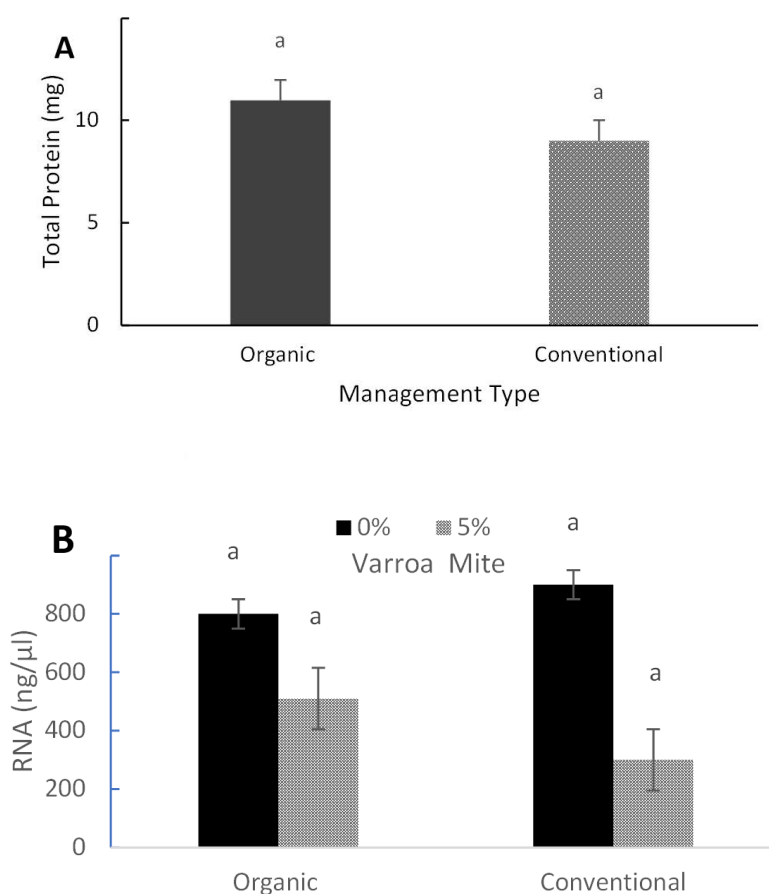 A
a
a
Total Protein (mg)
10
5
0
Organic
Conventional
Management Type
B
0%
5%
Varroa Mite
a
a
a
a
RNA (ng/µl)
800
600
400
200
0
Organic
Conventional